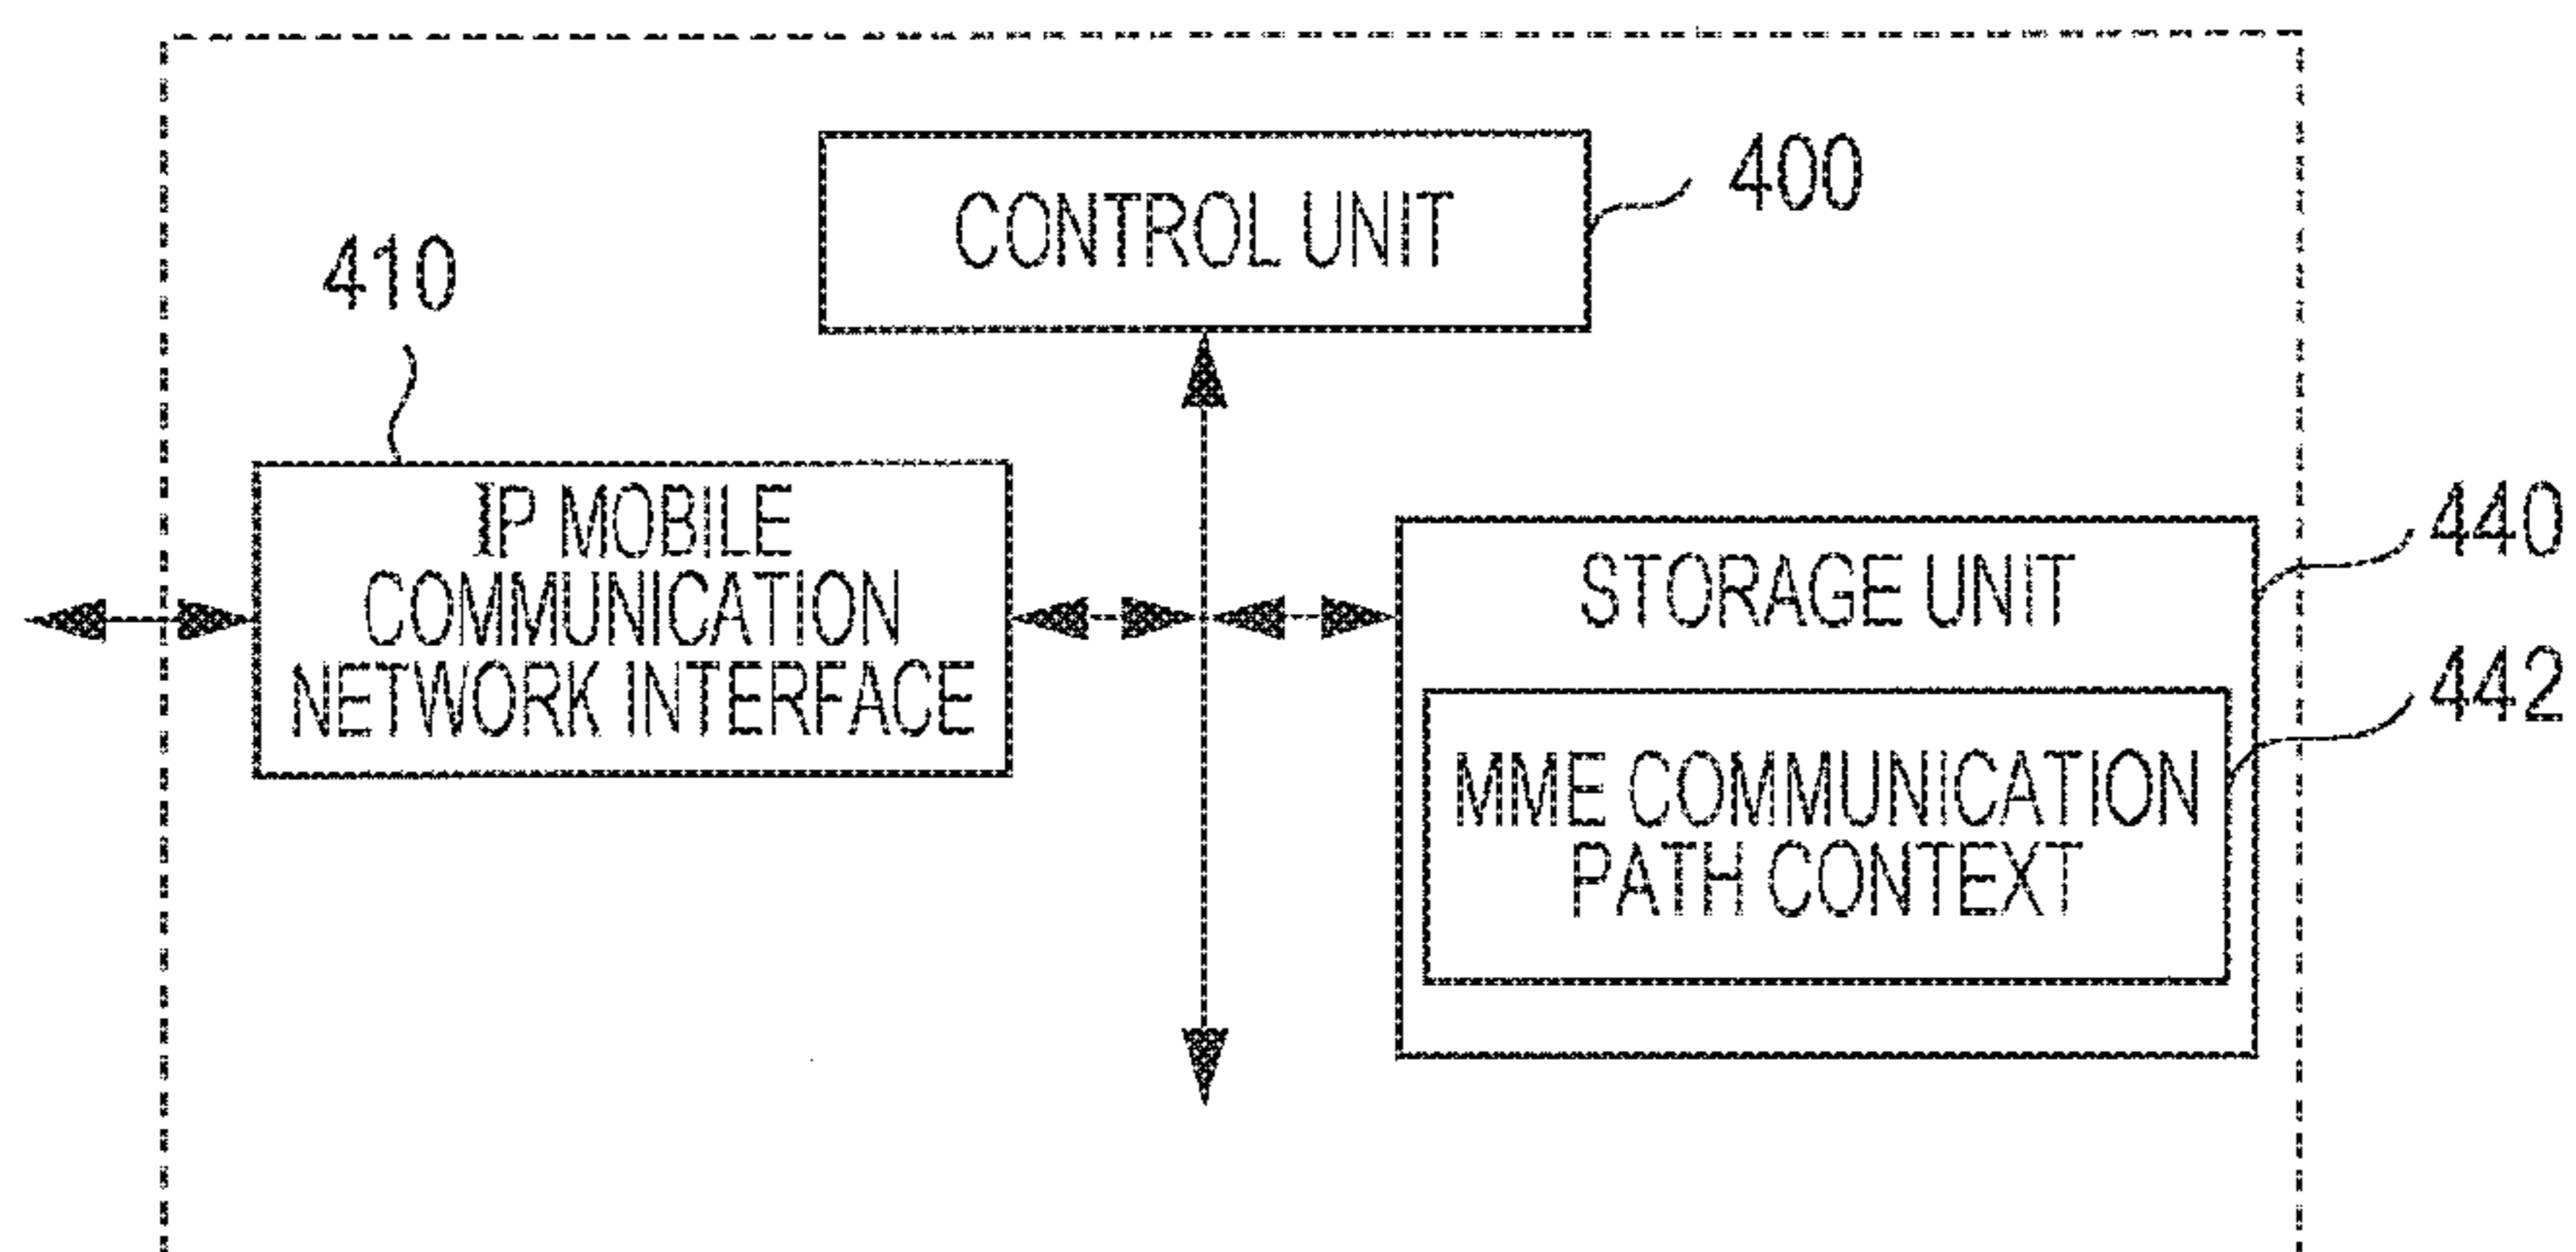 400
CONTROL UNIT
410
IP MOBILE
COMMUNICATION
NETWORK INTERFACE
440
STORAGE UNIT
442
MME COMMUNICATION
PATH CONTEXT